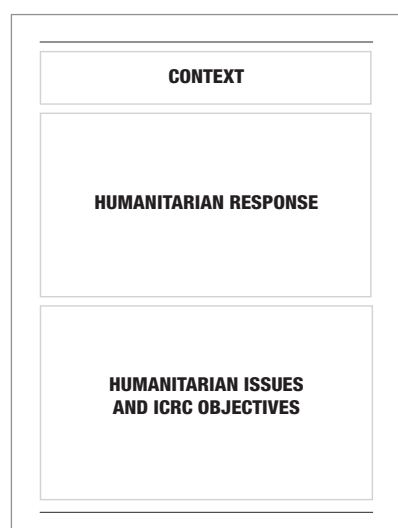 CONTEXT
HUMANITARIAN RESPONSE
HUMANITARIAN ISSUES
AND ICRC OBJECTIVES